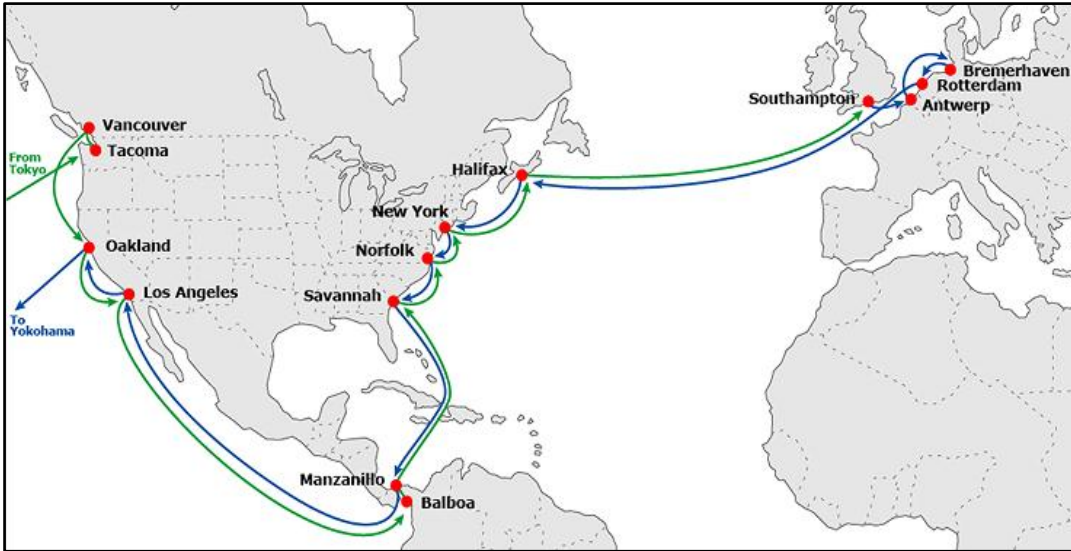 Vancouver
From
Tokyo
Tacoma
Oakland
Los Angeles
To
Yokohama
Halifax
New York
Norfolk
Savannah
Manzanillo
Balboa
Southampton
Bremerhaven
Rotterdam
Antwerp